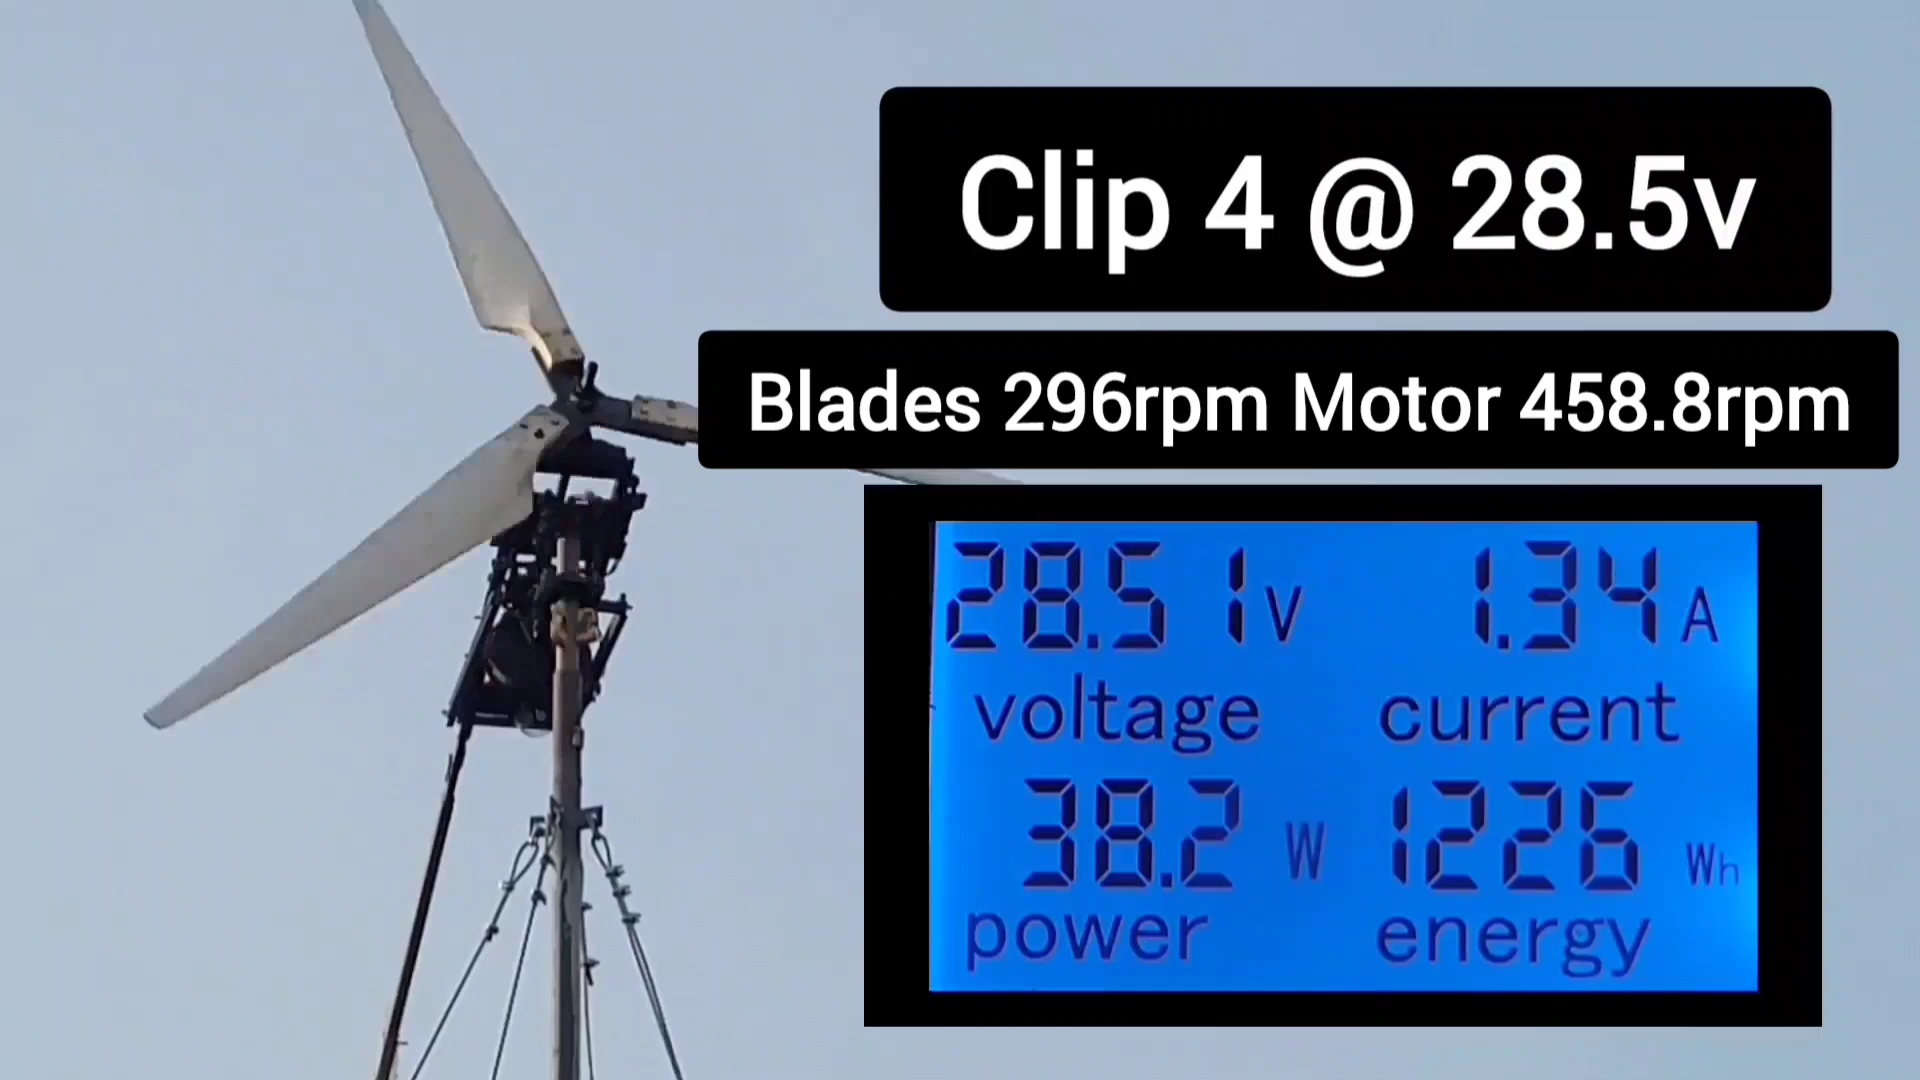 Clip 4 @ 28.5v
Blades 296rpm Motor 458.8rpm
28.51V 1.34A
voltage current
38.2 W 1226 Wh
power energy